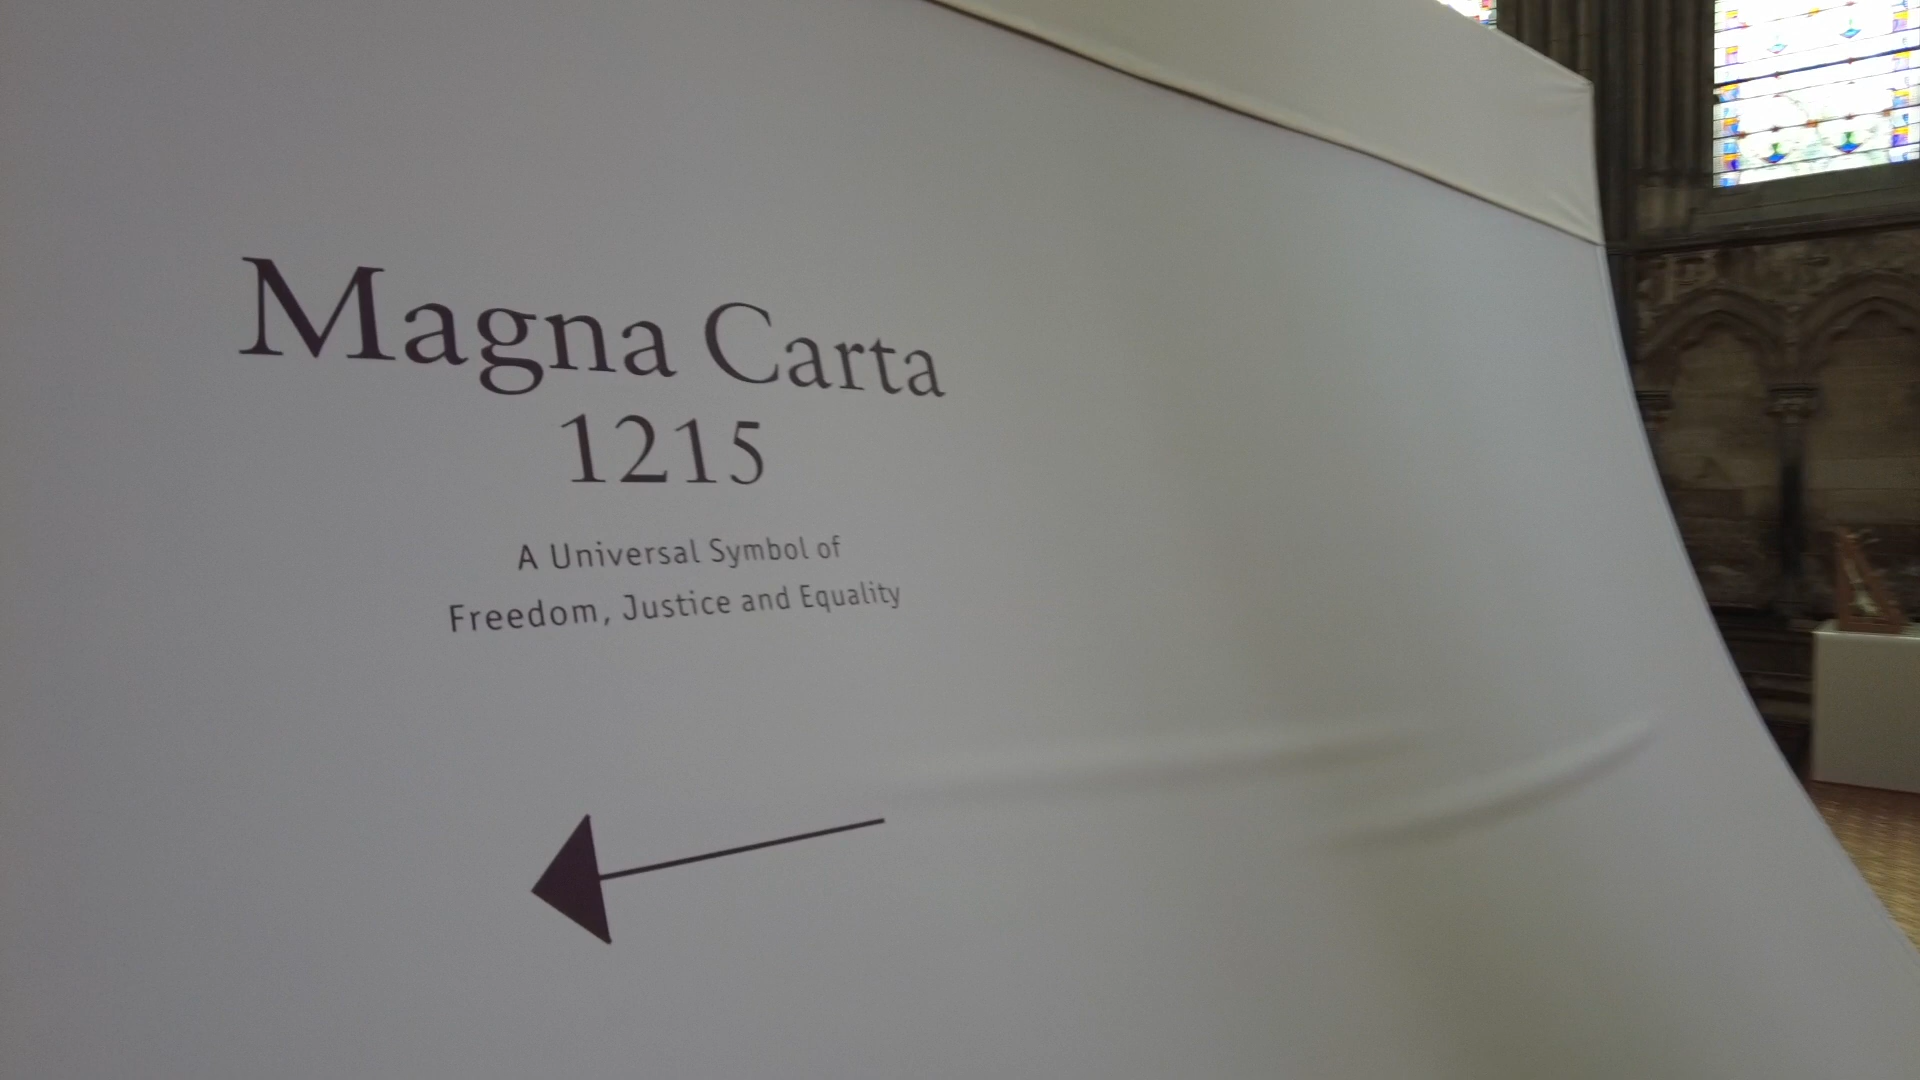 Magna Carta
1215
A Universal Symbol of
Freedom, Justice and Equality